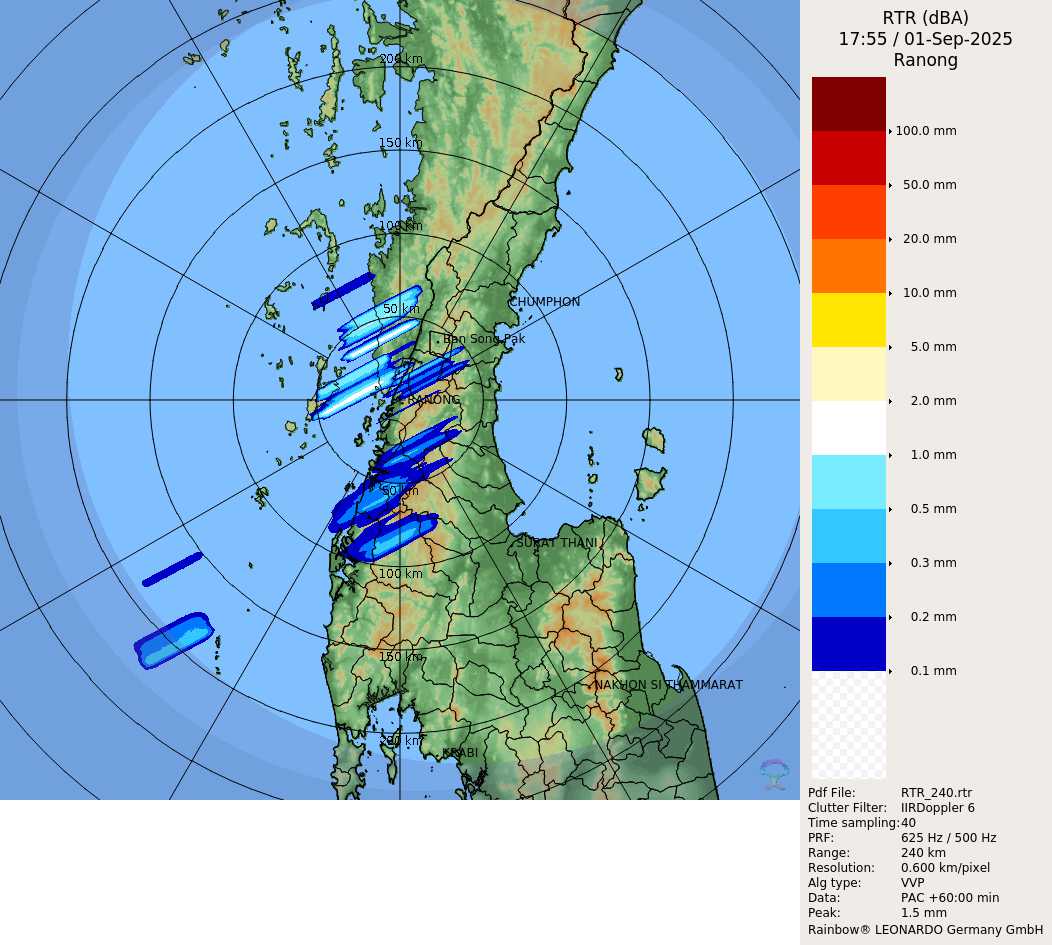 RTR (dBA)
17:55 / 01-Sep-2025
Ranong
200 km
150 km
100 km
50 km
CHUMPHON
Ban Song Pak
RANONG
50 km
SURAT THANI
100 km
150 km
NAKHON SI THAMMARAT
200 km
KRABI
100.0 mm
50.0 mm
20.0 mm
10.0 mm
5.0 mm
2.0 mm
1.0 mm
0.5 mm
0.3 mm
0.2 mm
0.1 mm
Pdf File: RTR_240.rtr
Clutter Filter: IIRDoppler 6
Time sampling:40
PRF: 625 Hz / 500 Hz
Range: 240 km
Resolution: 0.600 km/pixel
Alg type: VVP
Data: PAC +60:00 min
Peak: 1.5 mm
Rainbow® LEONARDO Germany GmbH